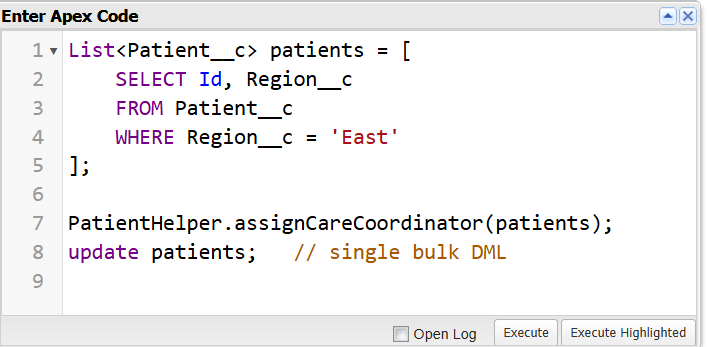 Enter Apex Code
1 List<Patient__c> patients = [
2     SELECT Id, Region__c
3     FROM Patient__c
4     WHERE Region__c = 'East'
5 ];
6
7 PatientHelper.assignCareCoordinator(patients);
8 update patients;   // single bulk DML
9
Open Log Execute Execute Highlighted